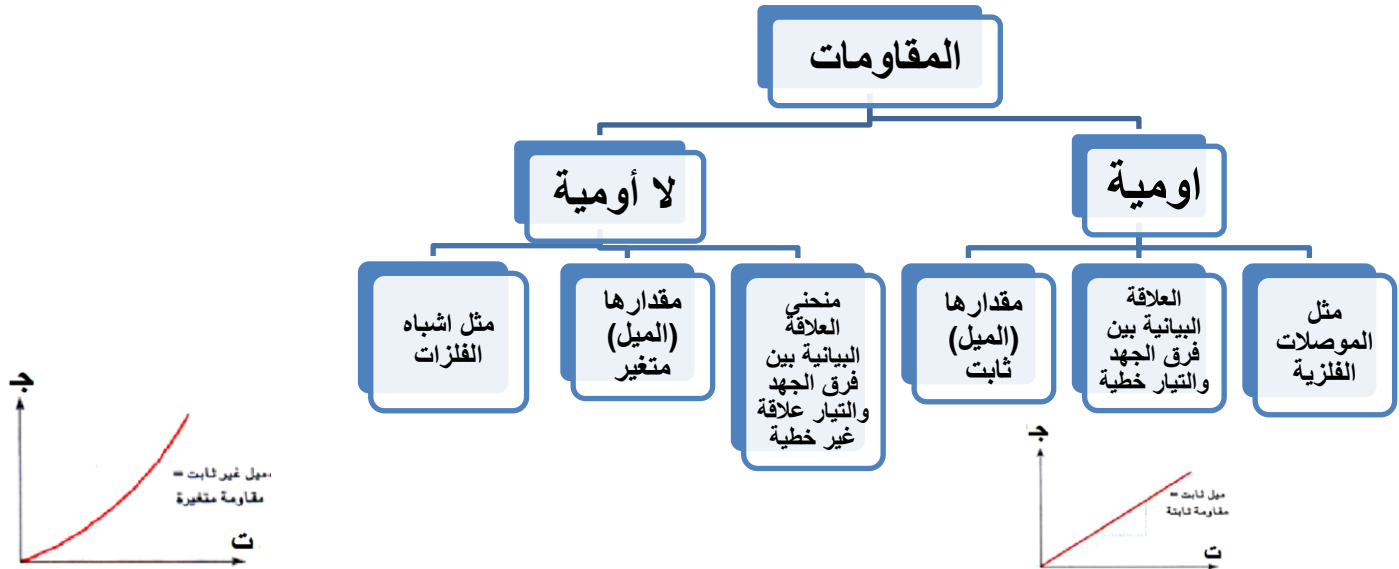 المقاومات
اومية
لا أومية
مثل
الموصلات
الفلزية
العلاقة
البيانية بين
فرق الجهد
والتيار خطية
مقدارها
(الميل)
ثابت
منحنى
العلاقة
البيانية بين
فرق الجهد
والتيار علاقة
غير خطية
مقدارها
(الميل)
متغير
مثل اشباه
الفلزات
جـ
ميل ثابت =
مقاومة ثابتة
ت
جـ
ميل غير ثابت =
مقاومة متغيرة
ت